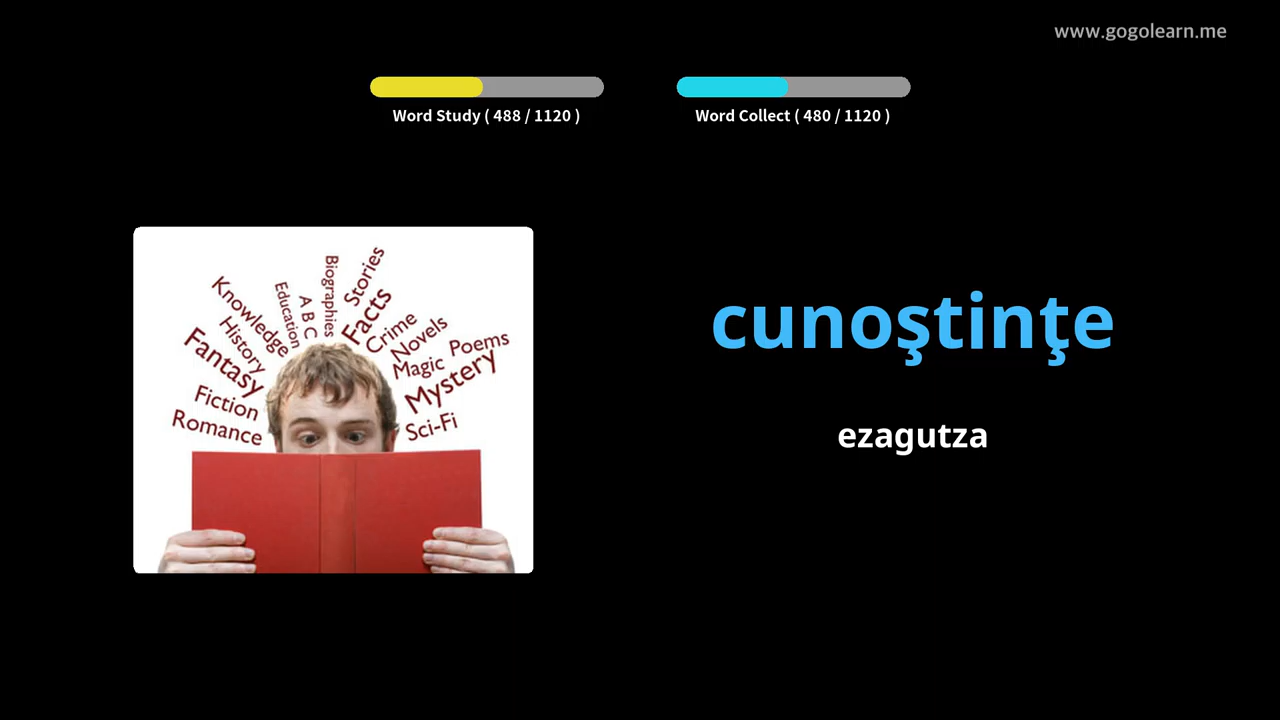 www.gogolearn.me
Word Study ( 488 / 1120 )
Word Collect ( 480 / 1120 )
Biographies
Stories
Education
A B C
Facts
Knowledge
Crime
History
Novels
Poems
Fantasy
Magic
Mystery
Fiction
Romance
Sci-Fi
cunoştinţe
ezagutza